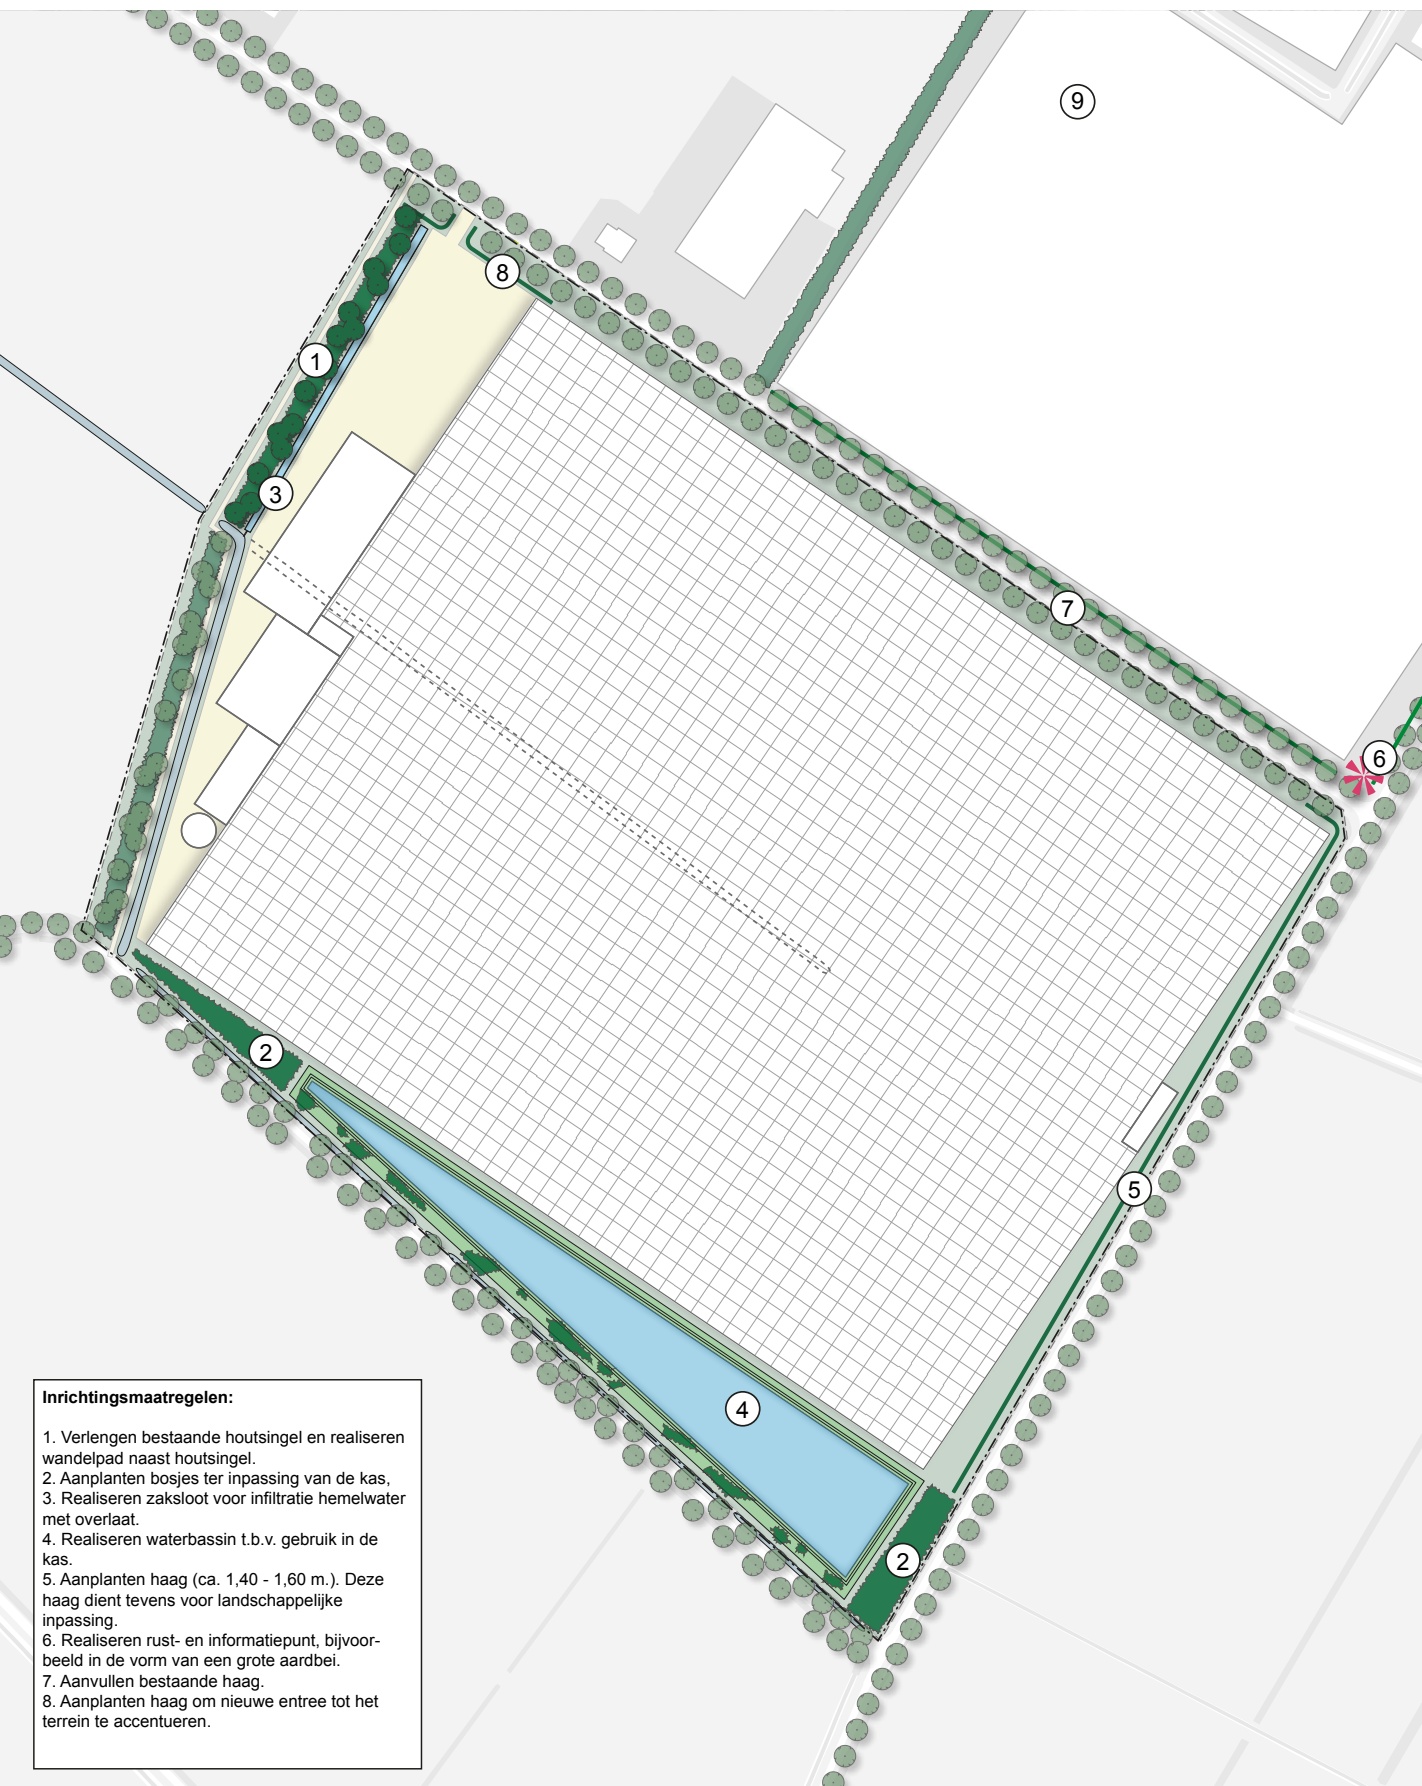 9
8
1
3
7
6
2
5
4
2
Inrichtingsmaatregelen:
1. Verlengen bestaande houtsingel en realiseren
wandelpad naast houtsingel.
2. Aanplanten bosjes ter inpassing van de kas,
3. Realiseren zaksloot voor infiltratie hemelwater
met overlaat.
4. Realiseren waterbassin t.b.v. gebruik in de
kas.
5. Aanplanten haag (ca. 1,40 - 1,60 m.). Deze
haag dient tevens voor landschappelijke
inpassing.
6. Realiseren rust- en informatiepunt, bijvoor-
beeld in de vorm van een grote aardbei.
7. Aanvullen bestaande haag.
8. Aanplanten haag om nieuwe entree tot het
terrein te accentueren.